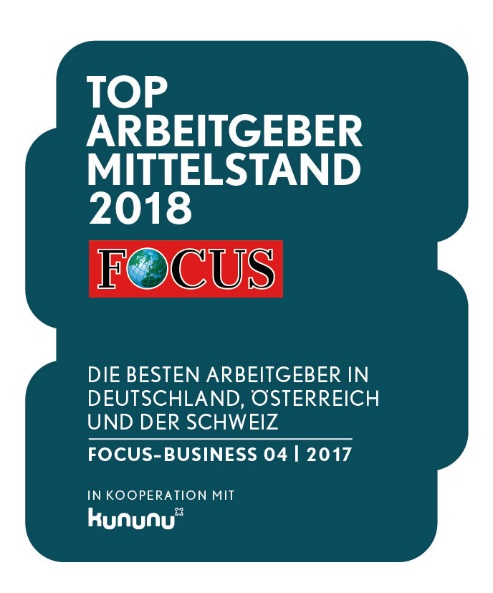 TOP
ARBEITGEBER
MITTELSTAND
2018
FOCUS
DIE BESTEN ARBEITGEBER IN
DEUTSCHLAND, ÖSTERREICH
UND DER SCHWEIZ
FOCUS-BUSINESS 04 | 2017
IN KOOPERATION MIT
kununu